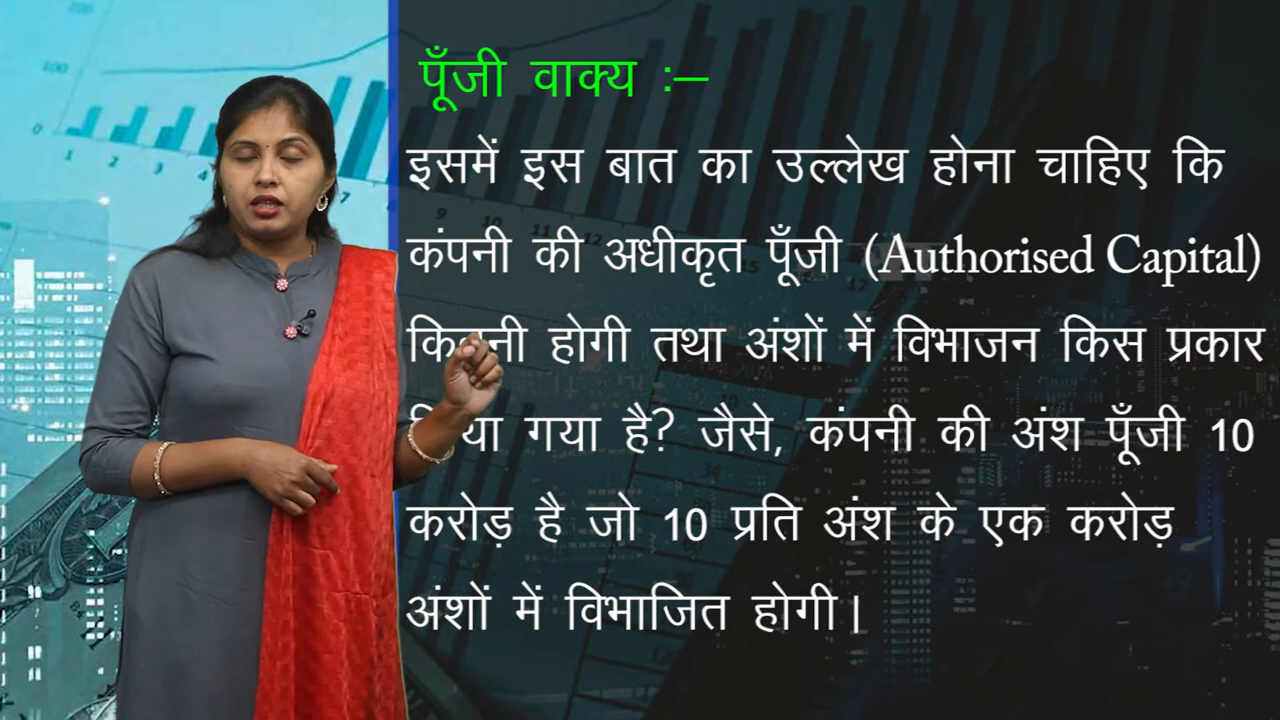 पूँजी वाक्य :–
इसमें इस बात का उल्लेख होना चाहिए कि
कंपनी की अधीकृत पूँजी (Authorised Capital)
होगी तथा अंशों में विभाजन किस प्रकार
गया है? जैसे, कंपनी की अंश पूँजी 10
करोड़ है जो 10 प्रति अंश के एक करोड़
अंशों में विभाजित होगी।